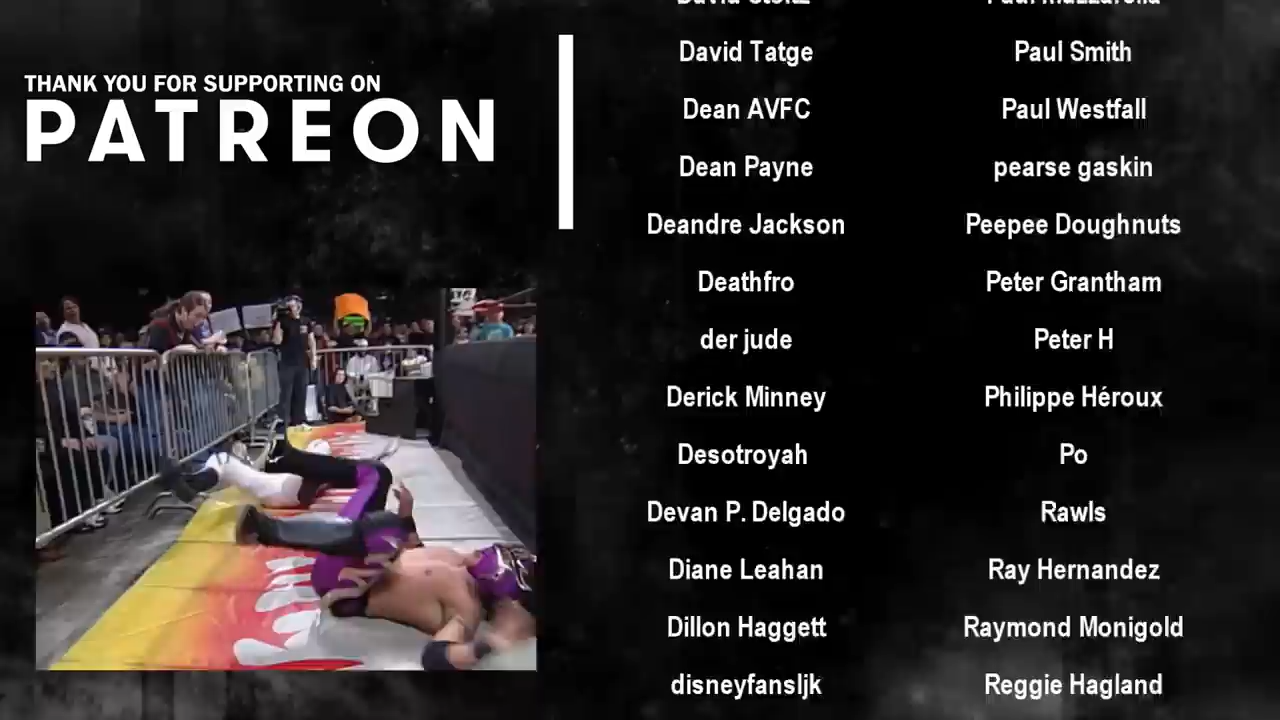 THANK YOU FOR SUPPORTING ON
PATREON
David Tatge
Dean AVFC
Dean Payne
Deandre Jackson
Deathfro
der jude
Derick Minney
Desotroyah
Devan P. Delgado
Diane Leahan
Dillon Haggett
disneyfansljk
Paul Smith
Paul Westfall
pearse gaskin
Peepee Doughnuts
Peter Grantham
Peter H
Philippe Héroux
Po
Rawls
Ray Hernandez
Raymond Monigold
Reggie Hagland